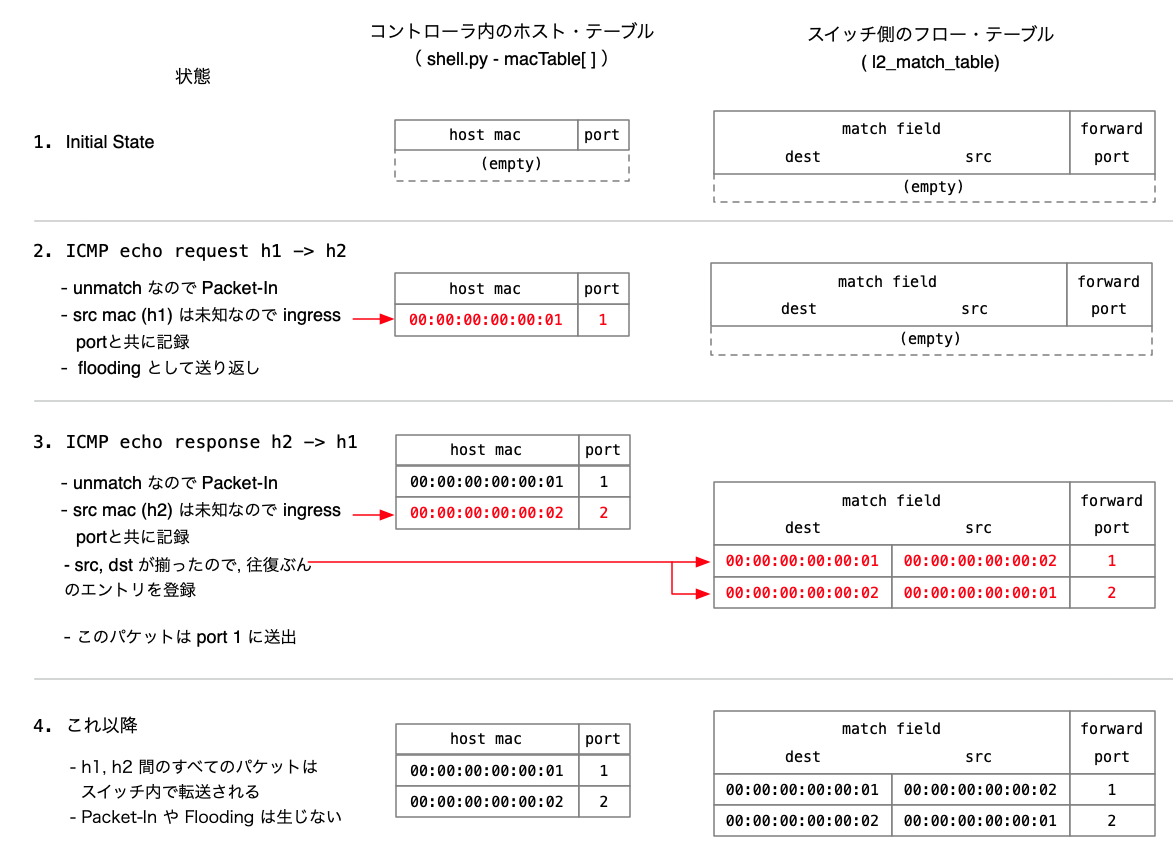 コントローラ内のホスト・テーブル
( shell.py - macTable[ ] )
スイッチ側のフロー・テーブル
( l2_match_table)
状態
1. Initial State
host mac port
(empty)
match field forward
dest src port
(empty)
2. ICMP echo request h1 -> h2
- unmatch なので Packet-In
- src mac (h1) は未知なので ingress
portと共に記録
- flooding として送り返し
host mac port
00:00:00:00:00:01 1
match field forward
dest src port
(empty)
3. ICMP echo response h2 -> h1
- unmatch なので Packet-In
- src mac (h2) は未知なので ingress
portと共に記録
- src, dst が揃ったので, 往復ぶん
のエントリを登録
- このパケットは port 1 に送出
host mac port
00:00:00:00:00:01 1
00:00:00:00:00:02 2
match field forward
dest src port
00:00:00:00:00:01 00:00:00:00:00:02 1
00:00:00:00:00:02 00:00:00:00:00:01 2
4. これ以降
- h1, h2 間のすべてのパケットは
スイッチ内で転送される
- Packet-In や Flooding は生じない
host mac port
00:00:00:00:00:01 1
00:00:00:00:00:02 2
match field forward
dest src port
00:00:00:00:00:01 00:00:00:00:00:02 1
00:00:00:00:00:02 00:00:00:00:00:01 2